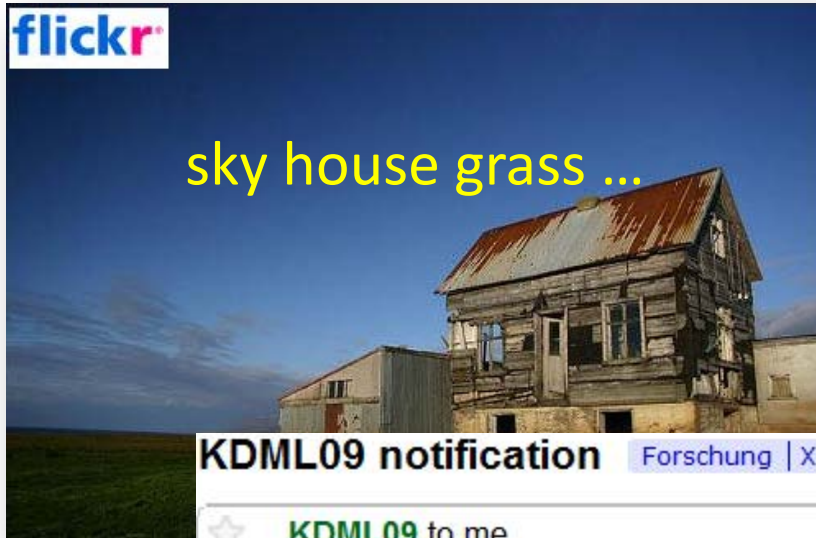 flickr
sky house grass ...
KDML09 notification Forschung | X
KDML09 to me